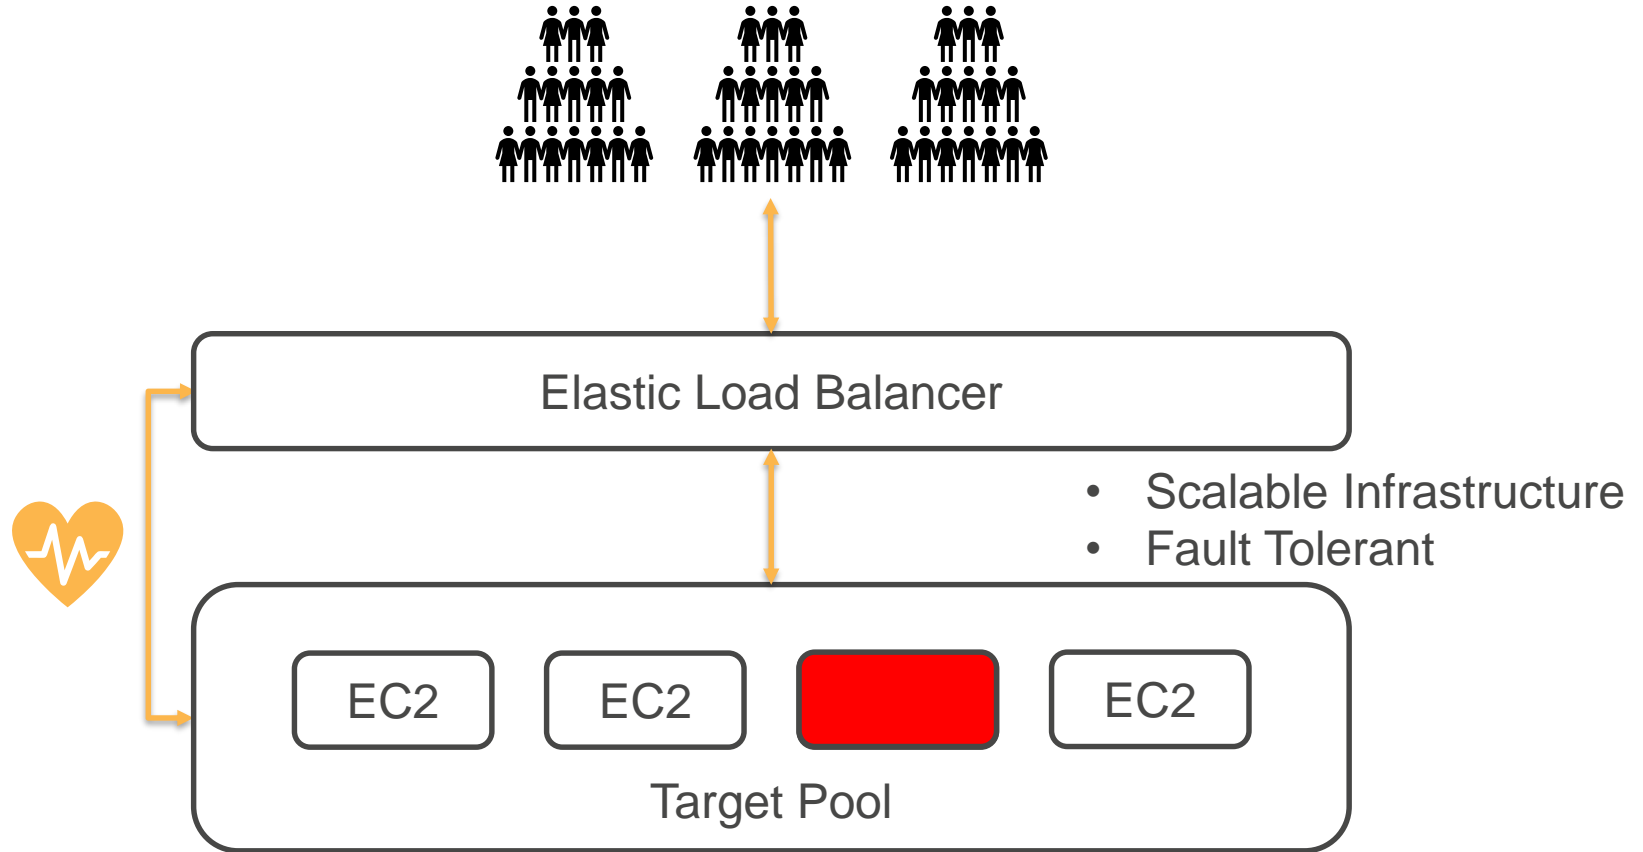 Elastic Load Balancer
• Scalable Infrastructure
• Fault Tolerant
EC2 EC2 EC2
Target Pool